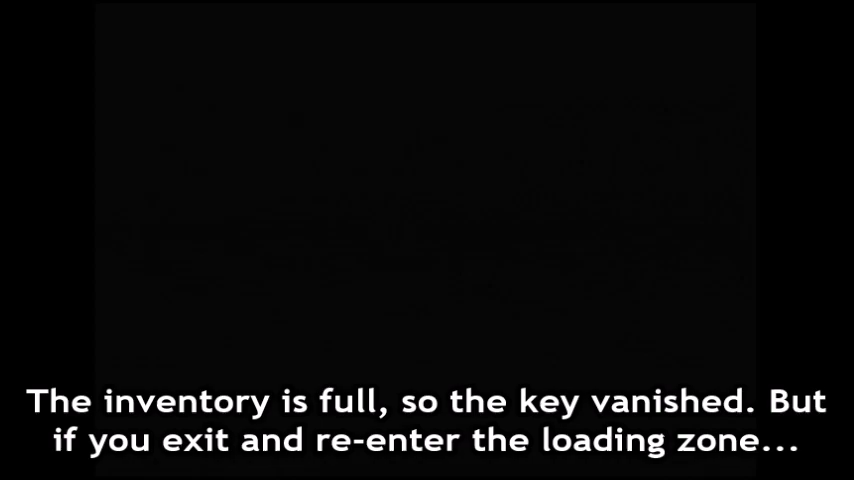 The inventory is full, so the key vanished. But
if you exit and re-enter the loading zone...